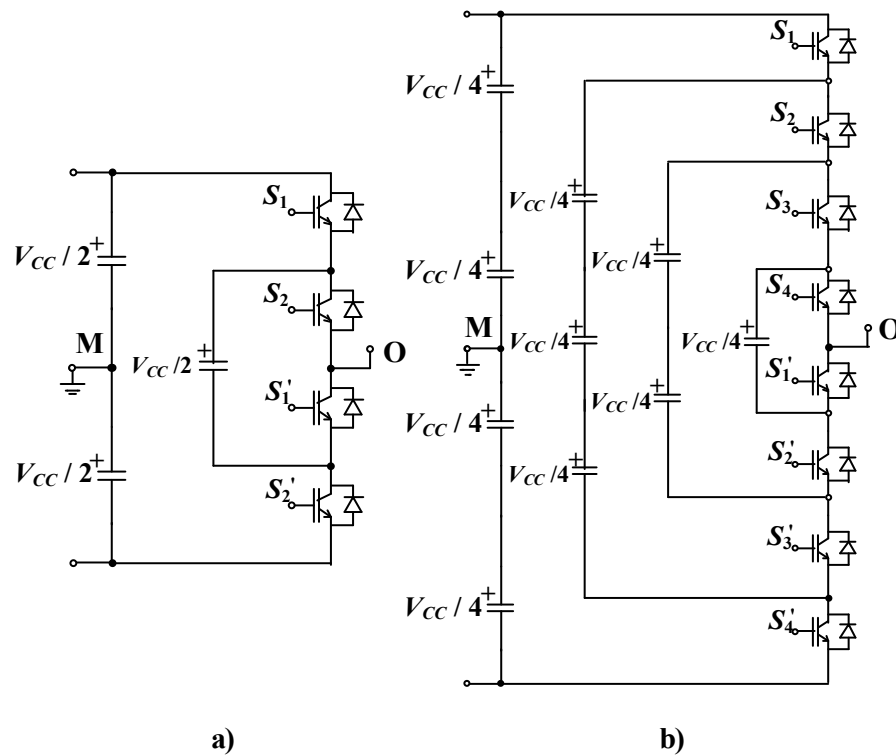 S1
VCC / 2
+
S2
M
VCC /2
+
O
S1'
VCC / 2
+
S2'
a)
S1
VCC / 4
+
S2
VCC /4
+
S3
VCC /4
+
VCC / 4
+
S4
M
VCC /4
+
VCC /4
+
O
S1'
VCC /4
+
VCC / 4
+
S2'
VCC /4
+
S3'
VCC / 4
+
S4'
b)